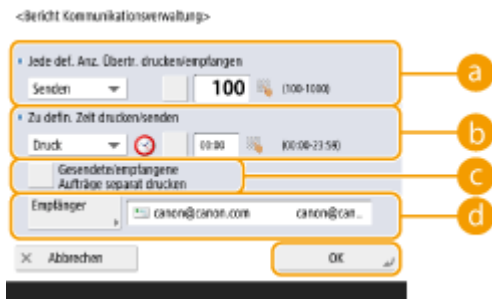 <Bericht Kommunikationsverwaltung>
Jede def. Anz. Übertr. drucken/empfangen
Senden 100 (100-1000)
a
Zu defin. Zeit drucken/senden
Druck 00:00 (00:00-23:59)
b
Gesendete/empfangene
Aufträge separat drucken
c
Empfänger canon@canon.com canon@can...
d
Abbrechen OK